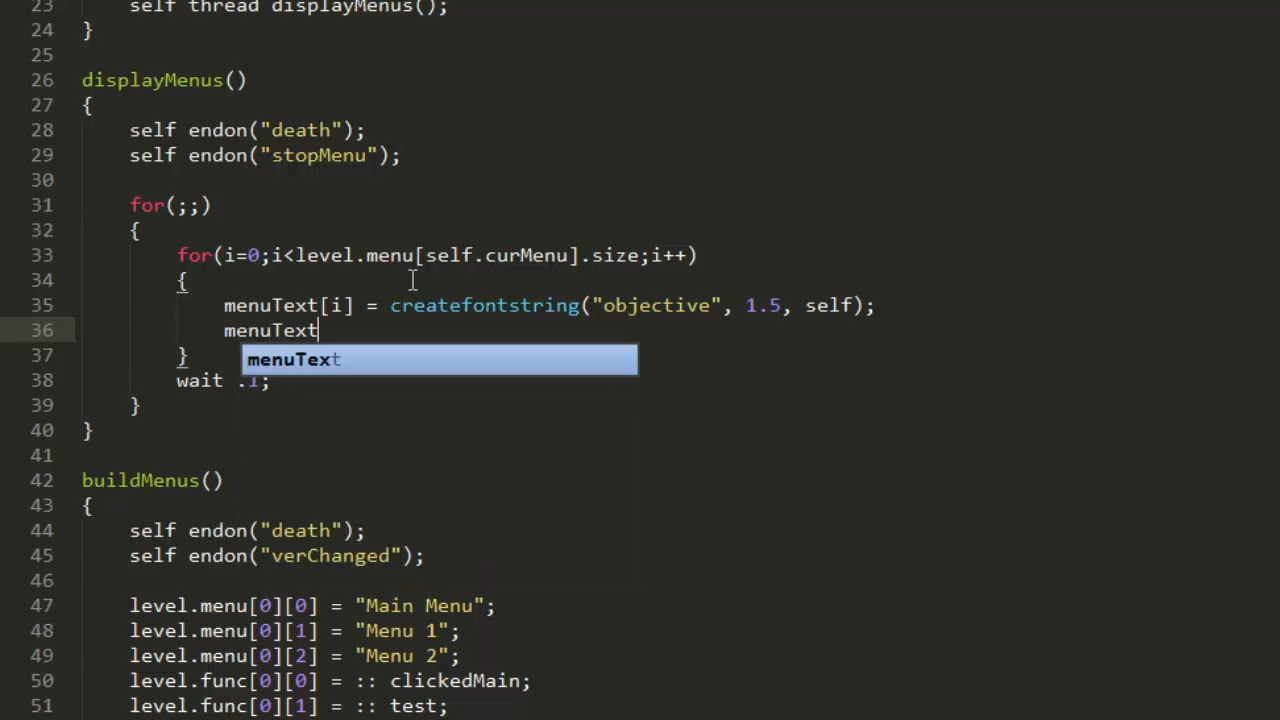 23 self thread displayMenus();
24 }
25
26 displayMenus()
27 {
28 self endon("death");
29 self endon("stopMenu");
30
31 for(;;)
32 {
33 for(i=0;i<level.menu[self.curMenu].size;i++)
34 {
35 menuText[i] = createfontstring("objective", 1.5, self);
36 menuText
37 }
menuText
38 wait .1;
39 }
40 }
41
42 buildMenus()
43 {
44 self endon("death");
45 self endon("verChanged");
46
47 level.menu[0][0] = "Main Menu";
48 level.menu[0][1] = "Menu 1";
49 level.menu[0][2] = "Menu 2";
50 level.func[0][0] = :: clickedMain;
51 level.func[0][1] = :: test;